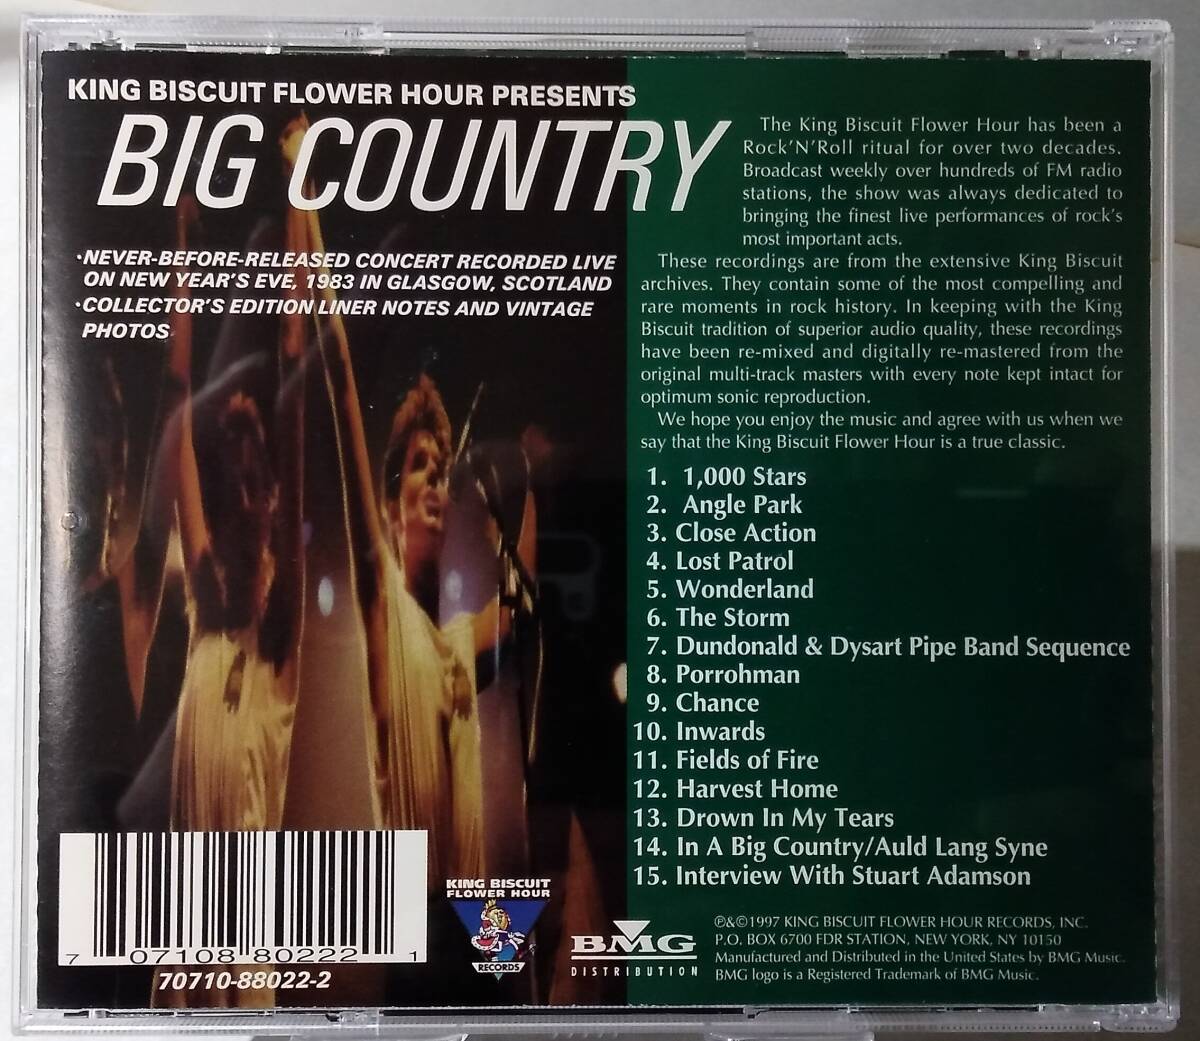 KING BISCUIT FLOWER HOUR PRESENTS
BIG COUNTRY
·NEVER-BEFORE-RELEASED CONCERT RECORDED LIVE
ON NEW YEAR'S EVE, 1983 IN GLASGOW, SCOTLAND
·COLLECTOR'S EDITION LINER NOTES AND VINTAGE
PHOTOS
The King Biscuit Flower Hour has been a
Rock'N'Roll ritual for over two decades.
Broadcast weekly over hundreds of FM radio
stations, the show was always dedicated to
bringing the finest live performances of rock's
most important acts.
These recordings are from the extensive King Biscuit
archives. They contain some of the most compelling and
rare moments in rock history. In keeping with the King
Biscuit tradition of superior audio quality, these recordings
have been re-mixed and digitally re-mastered from the
original multi-track masters with every note kept intact for
optimum sonic reproduction.
We hope you enjoy the music and agree with us when we
say that the King Biscuit Flower Hour is a true classic.
1. 1,000 Stars
2. Angle Park
3. Close Action
4. Lost Patrol
5. Wonderland
6. The Storm
7. Dundonald & Dysart Pipe Band Sequence
8. Porrohman
9. Chance
10. Inwards
11. Fields of Fire
12. Harvest Home
13. Drown In My Tears
14. In A Big Country/Auld Lang Syne
15. Interview With Stuart Adamson
7 07108 80222 1
70710-88022-2
KING BISCUIT
FLOWER HOUR
RECORDS
BMG
DISTRIBUTION
℗&©1997 KING BISCUIT FLOWER HOUR RECORDS, INC.
P.O. BOX 6700 FDR STATION, NEW YORK, NY 10150
Manufactured and Distributed in the United States by BMG Music.
BMG logo is a Registered Trademark of BMG Music.